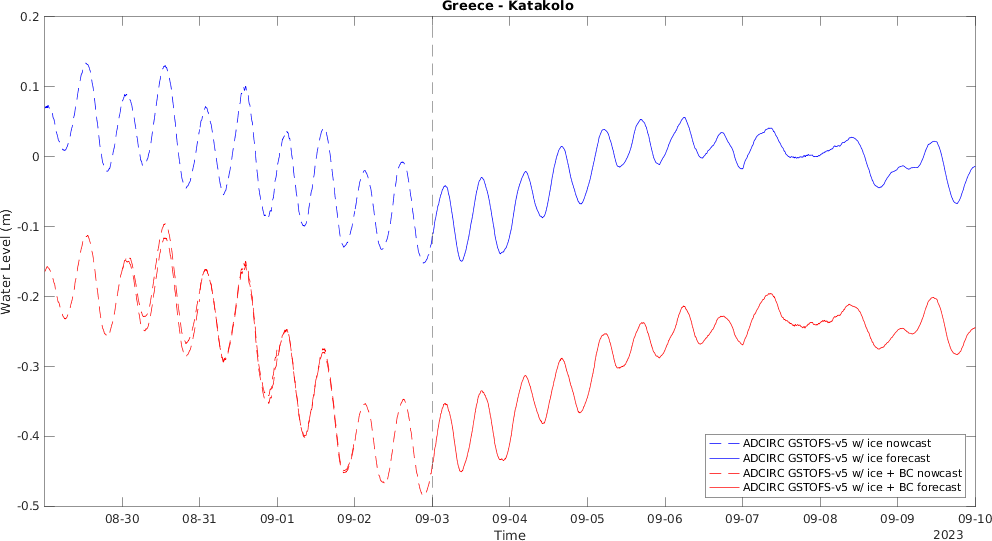 Greece - Katakolo
Water Level (m)
0.2
0.1
0
-0.1
-0.2
-0.3
-0.4
-0.5
ADCIRC GSTOFS-v5 w/ ice nowcast
ADCIRC GSTOFS-v5 w/ ice forecast
ADCIRC GSTOFS-v5 w/ ice + BC nowcast
ADCIRC GSTOFS-v5 w/ ice + BC forecast
08-30 08-31 09-01 09-02 09-03 09-04 09-05 09-06 09-07 09-08 09-09 09-10
Time
2023